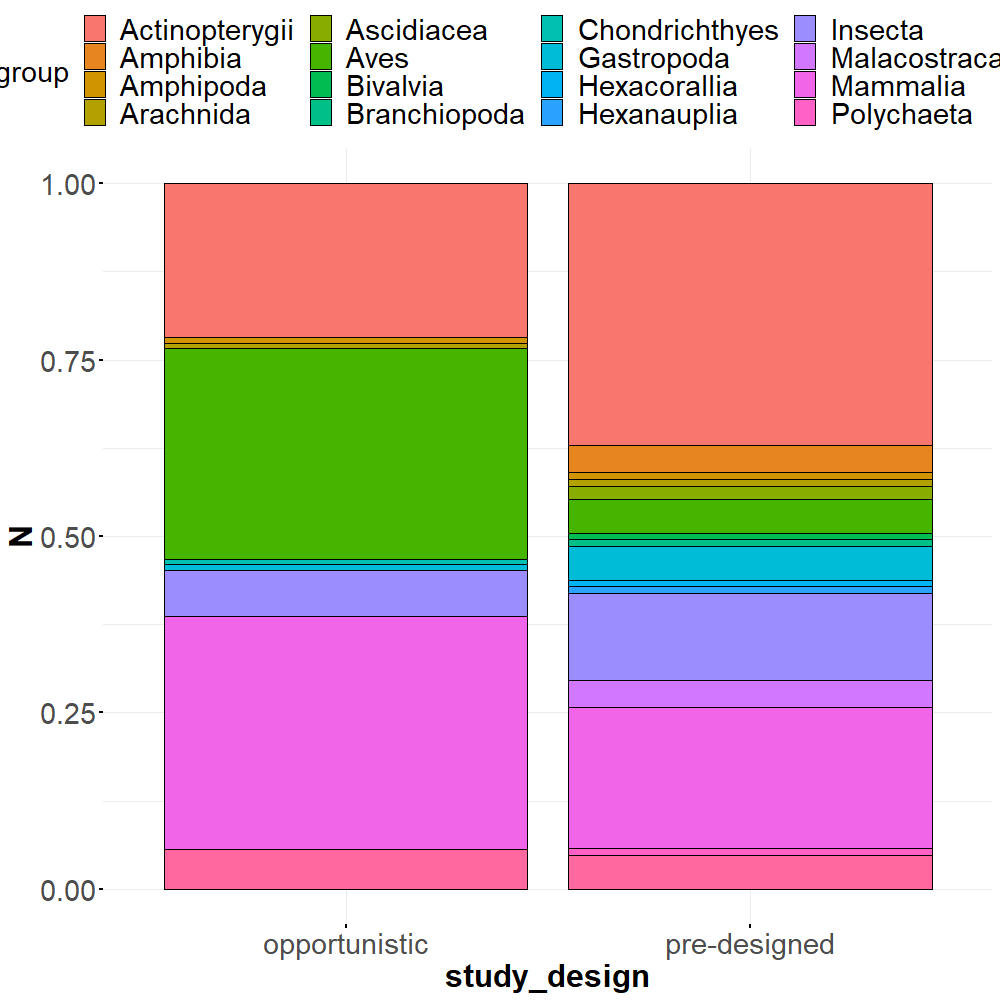 Actinopterygii Ascidiacea Chondrichthyes Insecta
Amphibia Aves Gastropoda Malacostraca
group Amphipoda Bivalvia Hexacorallia Mammalia
Arachnida Branchiopoda Hexanauplia Polychaeta
1.00
0.75
N 0.50
0.25
0.00
opportunistic pre-designed
study_design